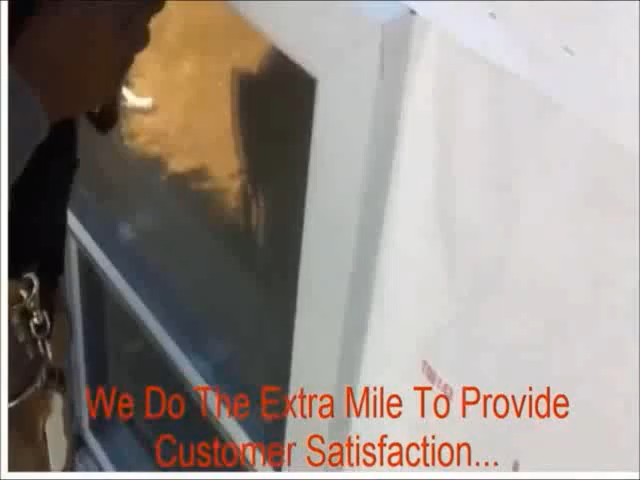 We Do The Extra Mile To Provide
Customer Satisfaction...